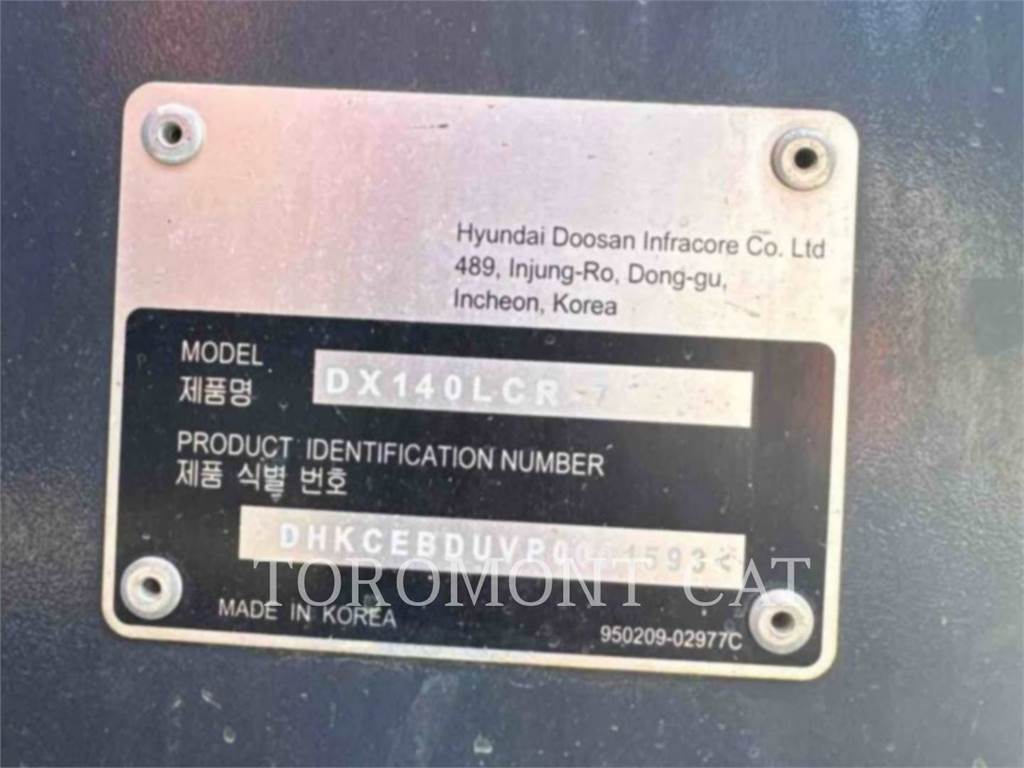 Hyundai Doosan Infracore Co. Ltd
489, Injung-Ro, Dong-gu,
Incheon, Korea
MODEL
제품명
DX140LCR-7
PRODUCT IDENTIFICATION NUMBER
제품 식별 번호
MADE IN KOREA
950209-02977C
TOROMONT CAT